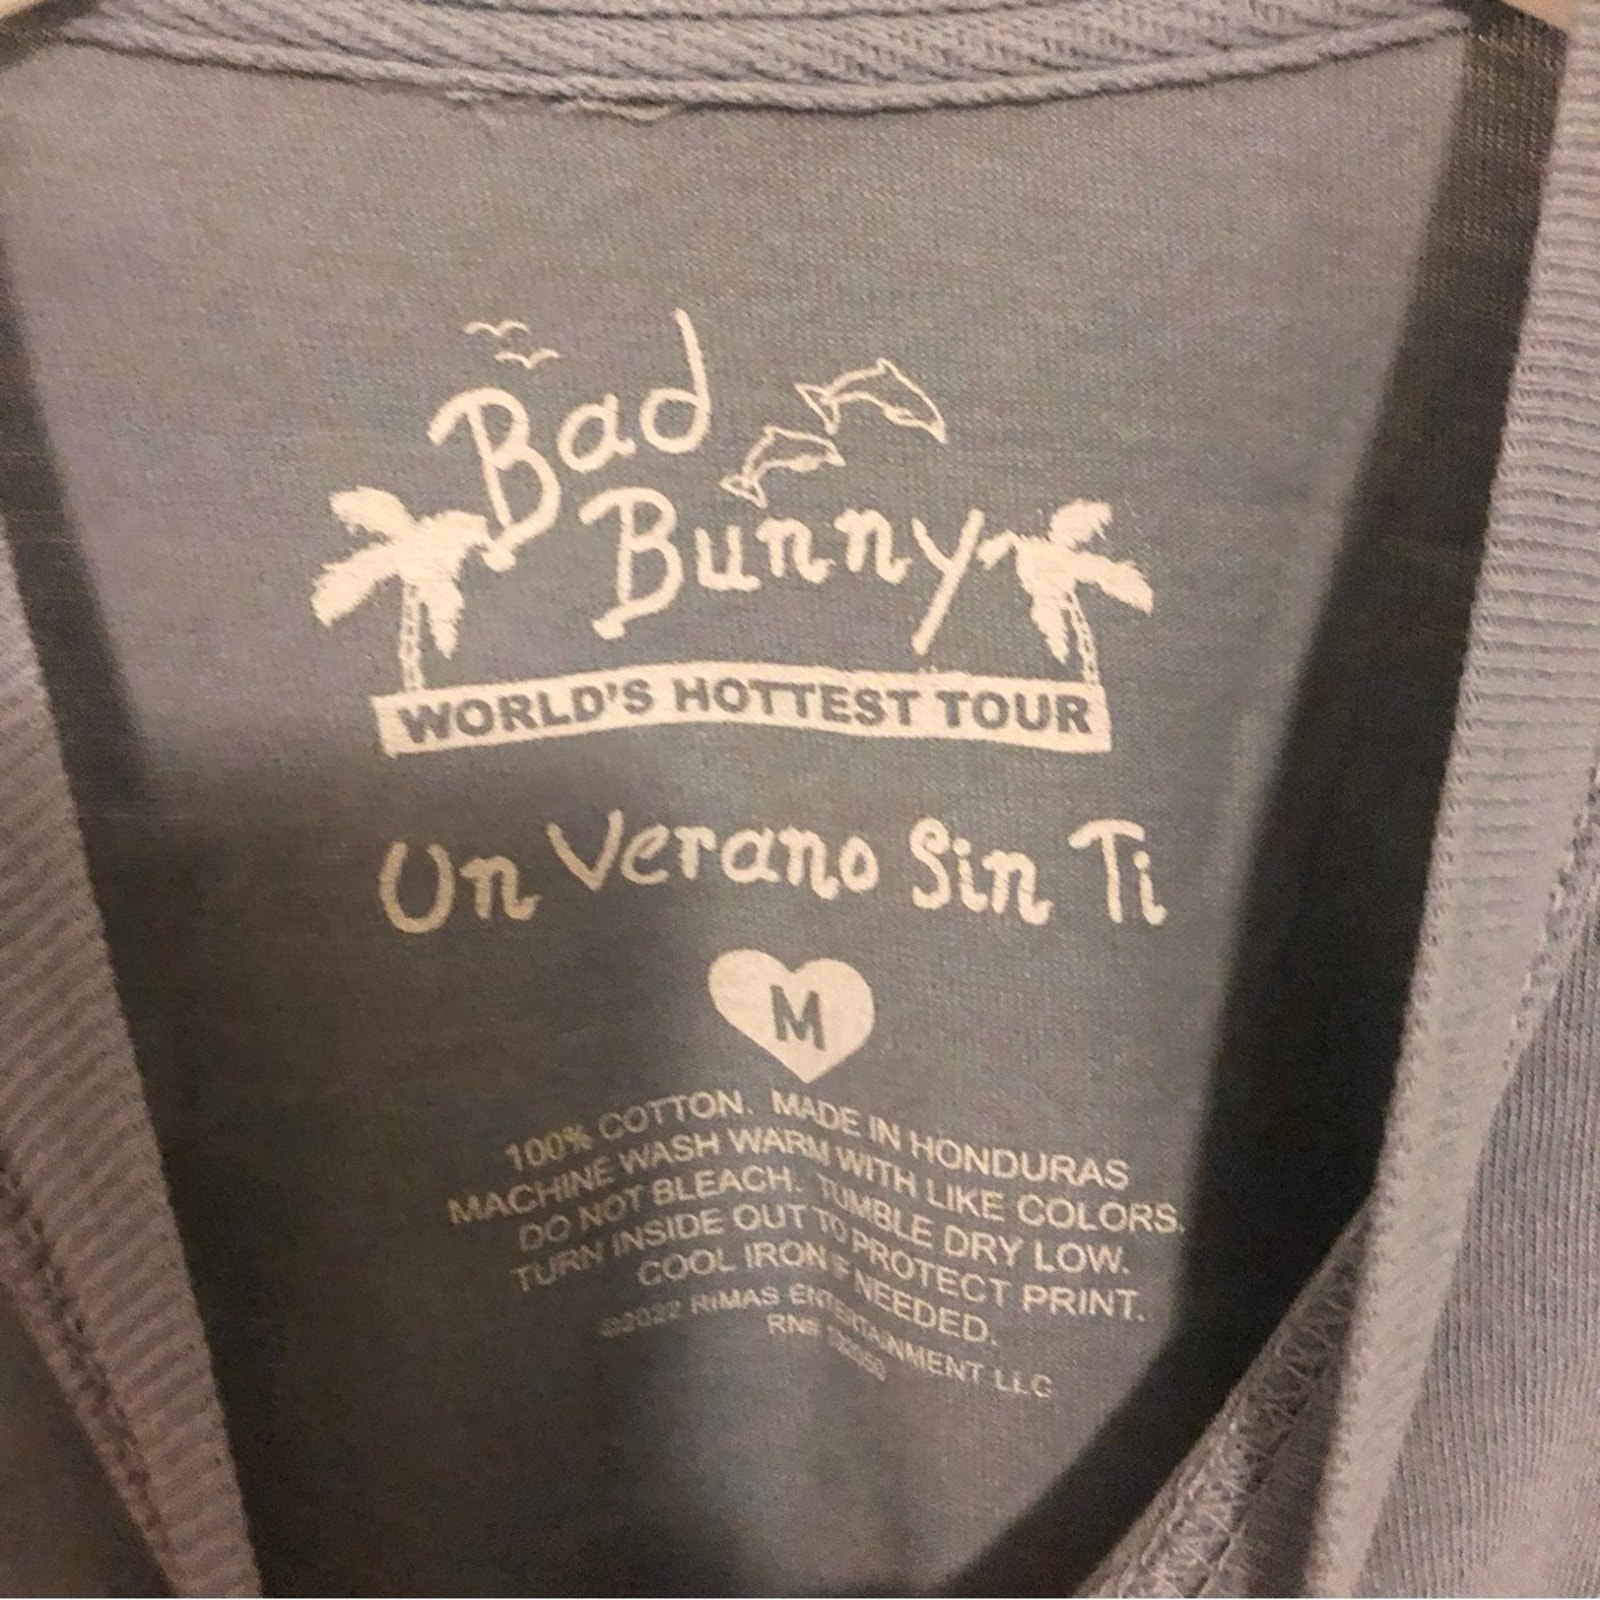 Bad
Bunny
WORLD'S HOTTEST TOUR
Un Verano Sin Ti
M
100% COTTON. MADE IN HONDURAS
MACHINE WASH WARM WITH LIKE COLORS.
DO NOT BLEACH. TUMBLE DRY LOW.
TURN INSIDE OUT TO PROTECT PRINT.
COOL IRON IF NEEDED.
©2022 RIMAS ENTERTAINMENT LLC
RN#